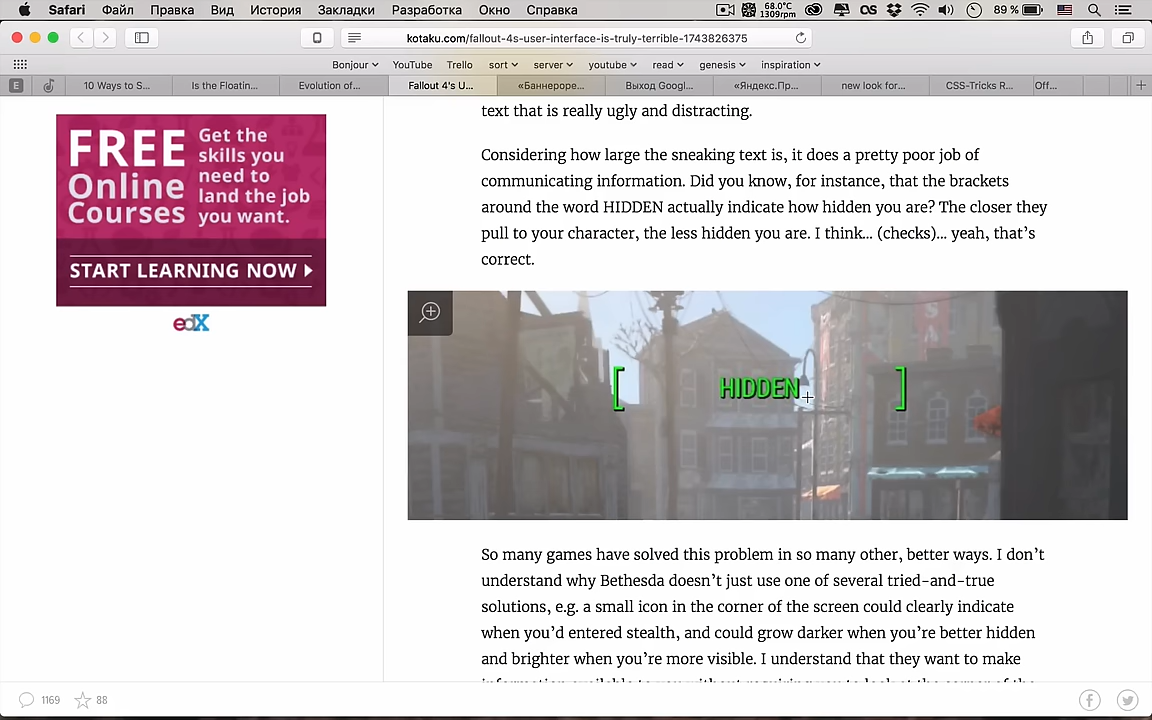 Safari Файл Правка Вид История Закладки Разработка Окно Справка 68.0°C 1309rpm 89 %
kotaku.com/fallout-4s-user-interface-is-truly-terrible-1743826375
Bonjour YouTube Trello sort server youtube read genesis inspiration
E 10 Ways to S... Is the Floatin... Evolution of... Fallout 4's U... «Баннероре... Выход Googl... «Яндекс.Пр... new look for... CSS-Tricks R... Off...
FREE
Online
Courses
Get the
skills you
need to
land the job
you want.
START LEARNING NOW
edX
text that is really ugly and distracting.
Considering how large the sneaking text is, it does a pretty poor job of
communicating information. Did you know, for instance, that the brackets
around the word HIDDEN actually indicate how hidden you are? The closer they
pull to your character, the less hidden you are. I think... (checks)... yeah, that's
correct.
[ HIDDEN ]
So many games have solved this problem in so many other, better ways. I don't
understand why Bethesda doesn't just use one of several tried-and-true
solutions, e.g. a small icon in the corner of the screen could clearly indicate
when you'd entered stealth, and could grow darker when you're better hidden
and brighter when you're more visible. I understand that they want to make
1169 88